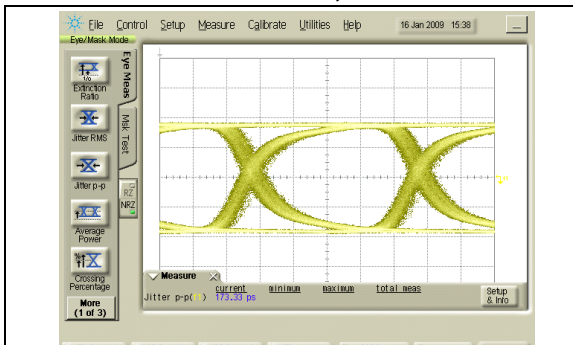 File Control Setup Measure Calibrate Utilities Help 16 Jan 2009 15:38
Eye/Mask Mode
Extinction
Ratio
Jitter RMS
Jitter p-p
Average
Power
Crossing
Percentage
More
(1 of 3)
Eye Meas
Msk Test
RZ
NRZ
Measure
current minimum maximum total meas
Jitter p-p( ) 173.33 ps
Setup
& Info